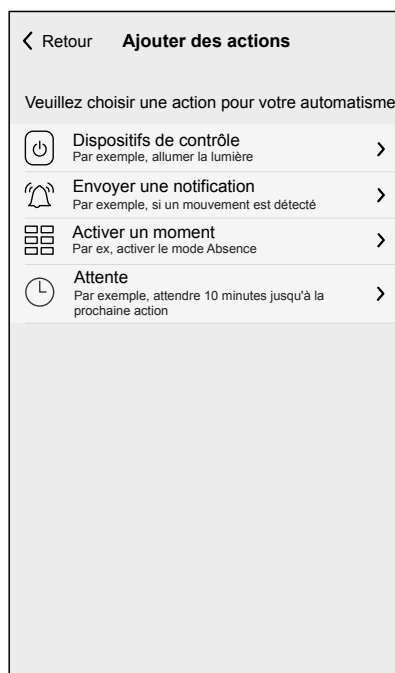 Retour Ajouter des actions
Veuillez choisir une action pour votre automatisme
Dispositifs de contrôle
Par exemple, allumer la lumière
Envoyer une notification
Par exemple, si un mouvement est détecté
Activer un moment
Par ex, activer le mode Absence
Attente
Par exemple, attendre 10 minutes jusqu'à la
prochaine action